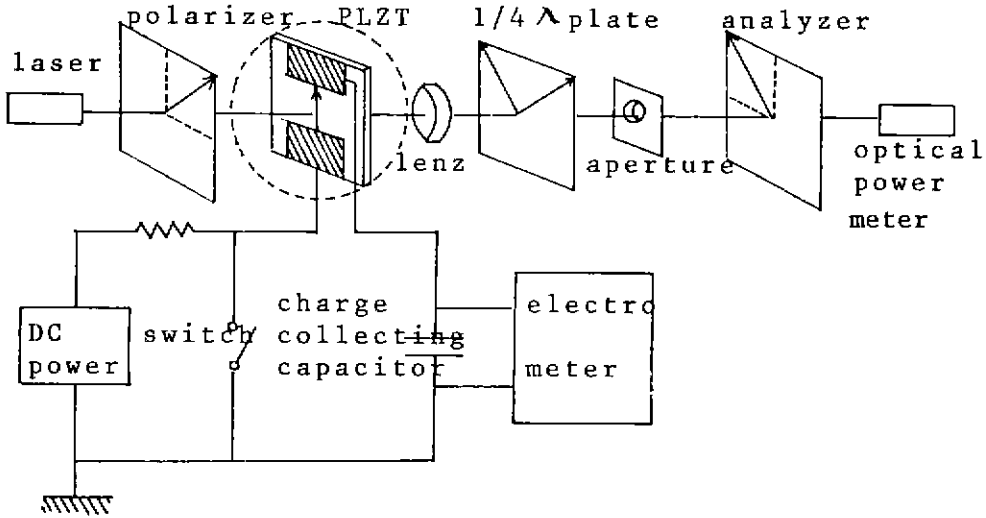 polarizer PLZT 1/4 λ plate analyzer
laser
lenz
aperture
optical
power
meter
DC
power
switch
charge
collecting
capacitor
electro
meter